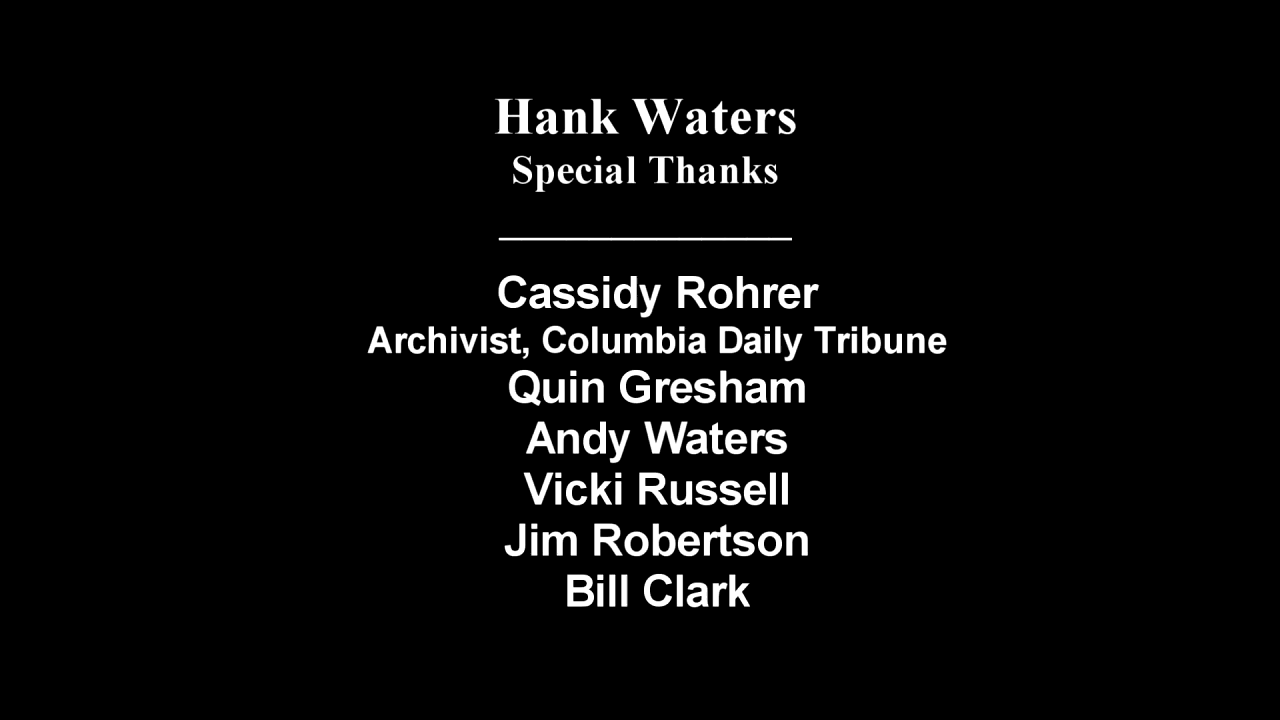 Hank Waters
Special Thanks
Cassidy Rohrer
Archivist, Columbia Daily Tribune
Quin Gresham
Andy Waters
Vicki Russell
Jim Robertson
Bill Clark